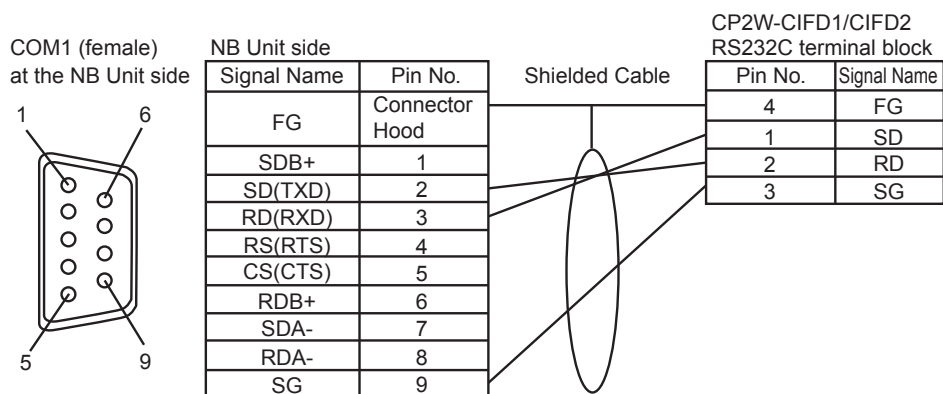 CP2W-CIFD1/CIFD2
COM1 (female) NB Unit side RS232C terminal block
at the NB Unit side Signal Name Pin No. Shielded Cable Pin No. Signal Name
1 6 FG Connector Hood 4 FG
1 SD
SDB+ 1 2 RD
SD(TXD) 2 3 SG
RD(RXD) 3
RS(RTS) 4
CS(CTS) 5
RDB+ 6
SDA- 7
5 9 RDA- 8
SG 9